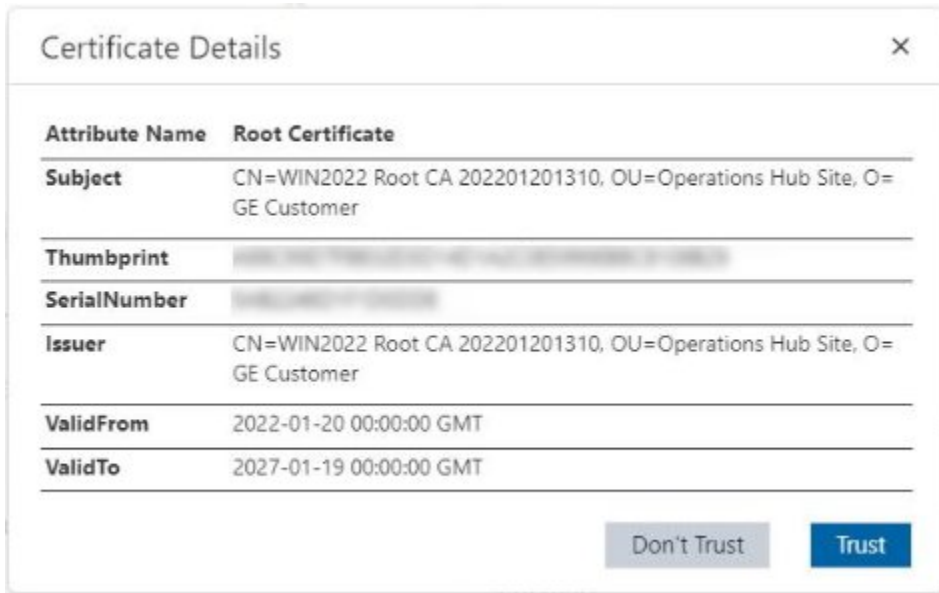 Certificate Details
Attribute Name Root Certificate
Subject CN=WIN2022 Root CA 202201201310, OU=Operations Hub Site, O=
GE Customer
Thumbprint
SerialNumber
Issuer CN=WIN2022 Root CA 202201201310, OU=Operations Hub Site, O=
GE Customer
ValidFrom 2022-01-20 00:00:00 GMT
ValidTo 2027-01-19 00:00:00 GMT
Don't Trust Trust